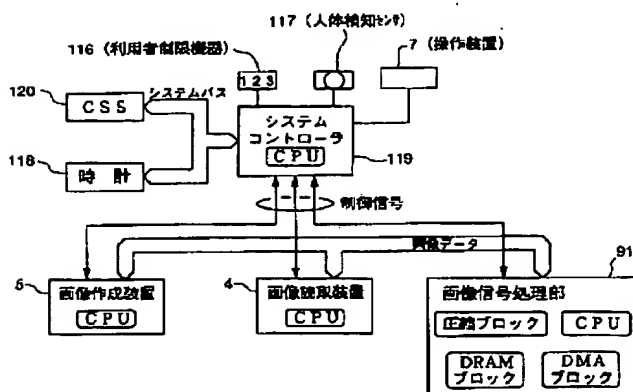 116 (利用者制限機器)
117 (人体検知センサ)
7 (操作装置)
1 2 3
120
CSS
システムバス
システム
コントローラ
CPU
119
118
時計
制御信号
画像データ
91
5
画像作成装置
CPU
4
画像読取装置
CPU
画像信号処理部
圧縮ブロック
CPU
DRAM
ブロック
DMA
ブロック